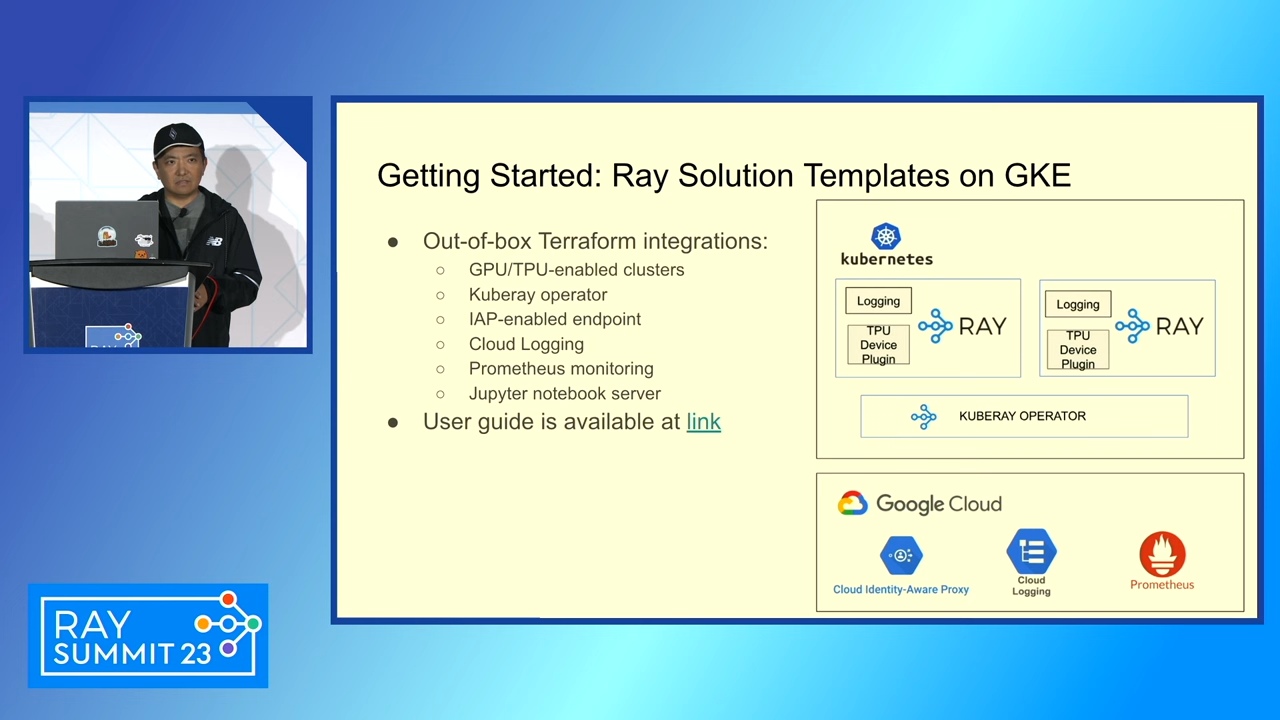 Getting Started: Ray Solution Templates on GKE
● Out-of-box Terraform integrations:
○ GPU/TPU-enabled clusters
○ Kuberay operator
○ IAP-enabled endpoint
○ Cloud Logging
○ Prometheus monitoring
○ Jupyter notebook server
● User guide is available at link
kubernetes
Logging
RAY
TPU
Device
Plugin
Logging
RAY
TPU
Device
Plugin
KUBERAY OPERATOR
Google Cloud
Cloud Identity-Aware Proxy
Cloud
Logging
Prometheus
RAY
SUMMIT 23